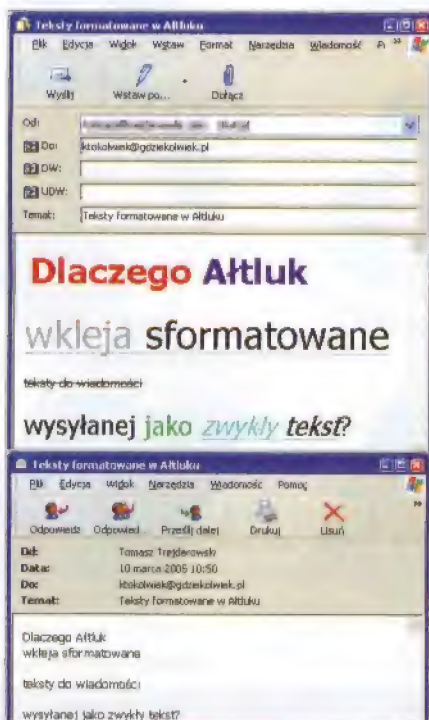 Teksty formatowane w Ałtluku
Plik Edycja Widok Wstaw Format Narzędzia Wiadomość
Wyślij Wstaw po... Dołącz
Od:
Do: ktokolwiek@gdziekolwiek.pl
DW:
UDW:
Temat: Teksty formatowane w Ałtluku
Dlaczego Ałtluk
wkleja sformatowane
teksty do wiadomości
wysyłanej jako zwykły tekst?
Teksty formatowane w Ałtluku
Plik Edycja Widok Narzędzia Wiadomość Pomoc
Odpowiedz Odpowied... Prześlij dalej Drukuj Usuń
Od: Tomasz Trejderowski
Data: 10 marca 2005 10:50
Do: ktokolwiek@gdziekolwiek.pl
Temat: Teksty formatowane w Ałtluku
Dlaczego Ałtluk
wkleja sformatowane
teksty do wiadomości
wysyłanej jako zwykły tekst?